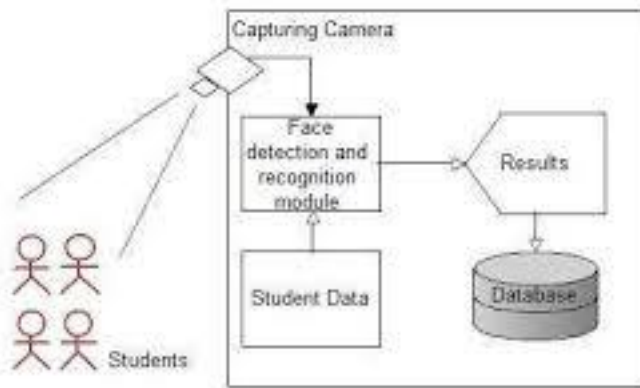 Capturing Camera
Face
detection and
recognition
module
Results
Student Data
Database
Students